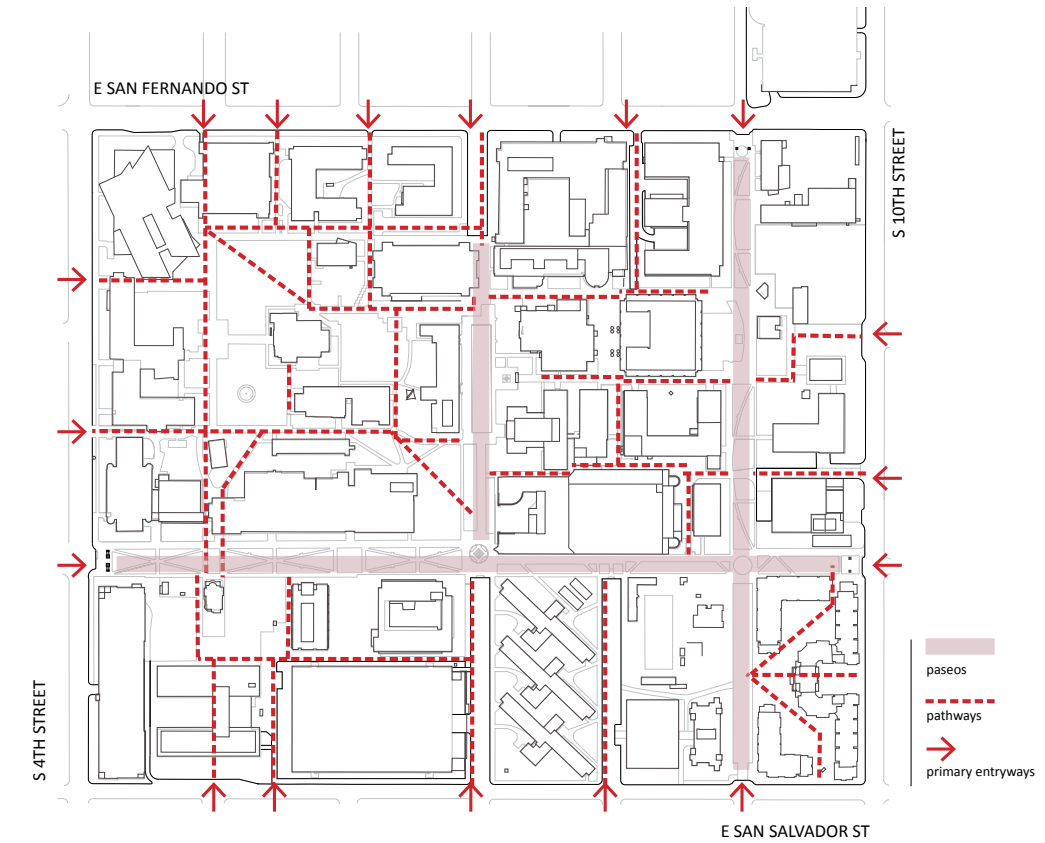 E SAN FERNANDO ST
S 10TH STREET
paseos
pathways
primary entryways
S 4TH STREET
E SAN SALVADOR ST